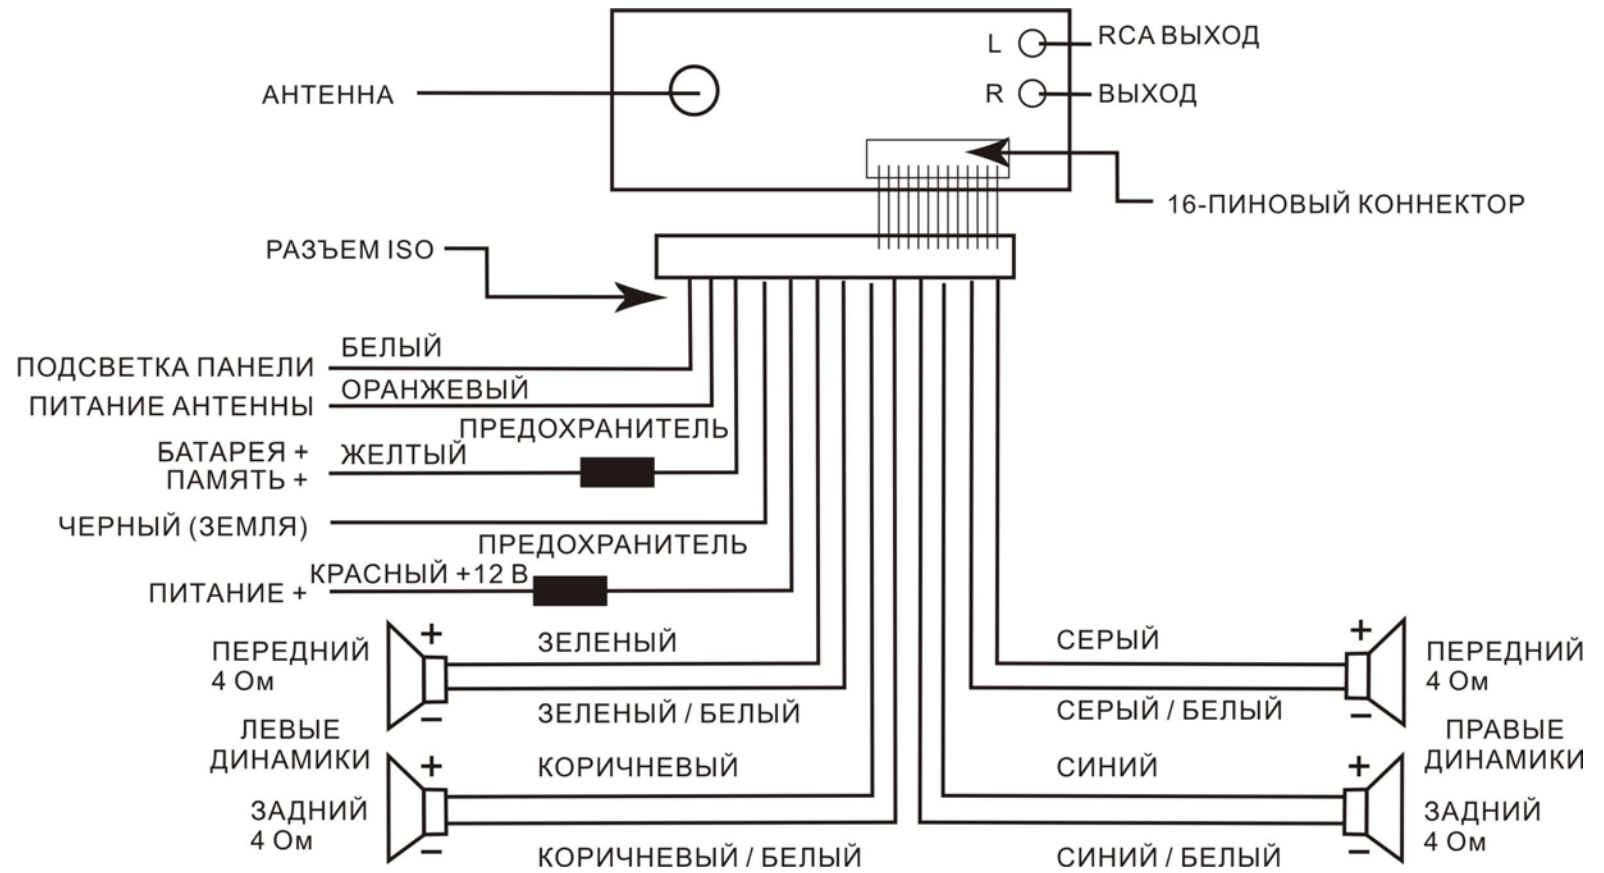 L
RCA ВЫХОД
АНТЕННА
R
ВЫХОД
16-ПИНОВЫЙ КОННЕКТОР
РАЗЪЕМ ISO
БЕЛЫЙ
ПОДСВЕТКА ПАНЕЛИ
ОРАНЖЕВЫЙ
ПИТАНИЕ АНТЕННЫ
ПРЕДОХРАНИТЕЛЬ
БАТАРЕЯ +
ЖЕЛТЫЙ
ПАМЯТЬ +
ЧЕРНЫЙ (ЗЕМЛЯ)
ПРЕДОХРАНИТЕЛЬ
КРАСНЫЙ +12 В
ПИТАНИЕ +
ПЕРЕДНИЙ
4 Ом
+
−
ЗЕЛЕНЫЙ
ЗЕЛЕНЫЙ / БЕЛЫЙ
ЛЕВЫЕ
ДИНАМИКИ
ЗАДНИЙ
4 Ом
+
−
КОРИЧНЕВЫЙ
КОРИЧНЕВЫЙ / БЕЛЫЙ
СЕРЫЙ
СЕРЫЙ / БЕЛЫЙ
+
−
ПЕРЕДНИЙ
4 Ом
ПРАВЫЕ
ДИНАМИКИ
СИНИЙ
СИНИЙ / БЕЛЫЙ
+
−
ЗАДНИЙ
4 Ом